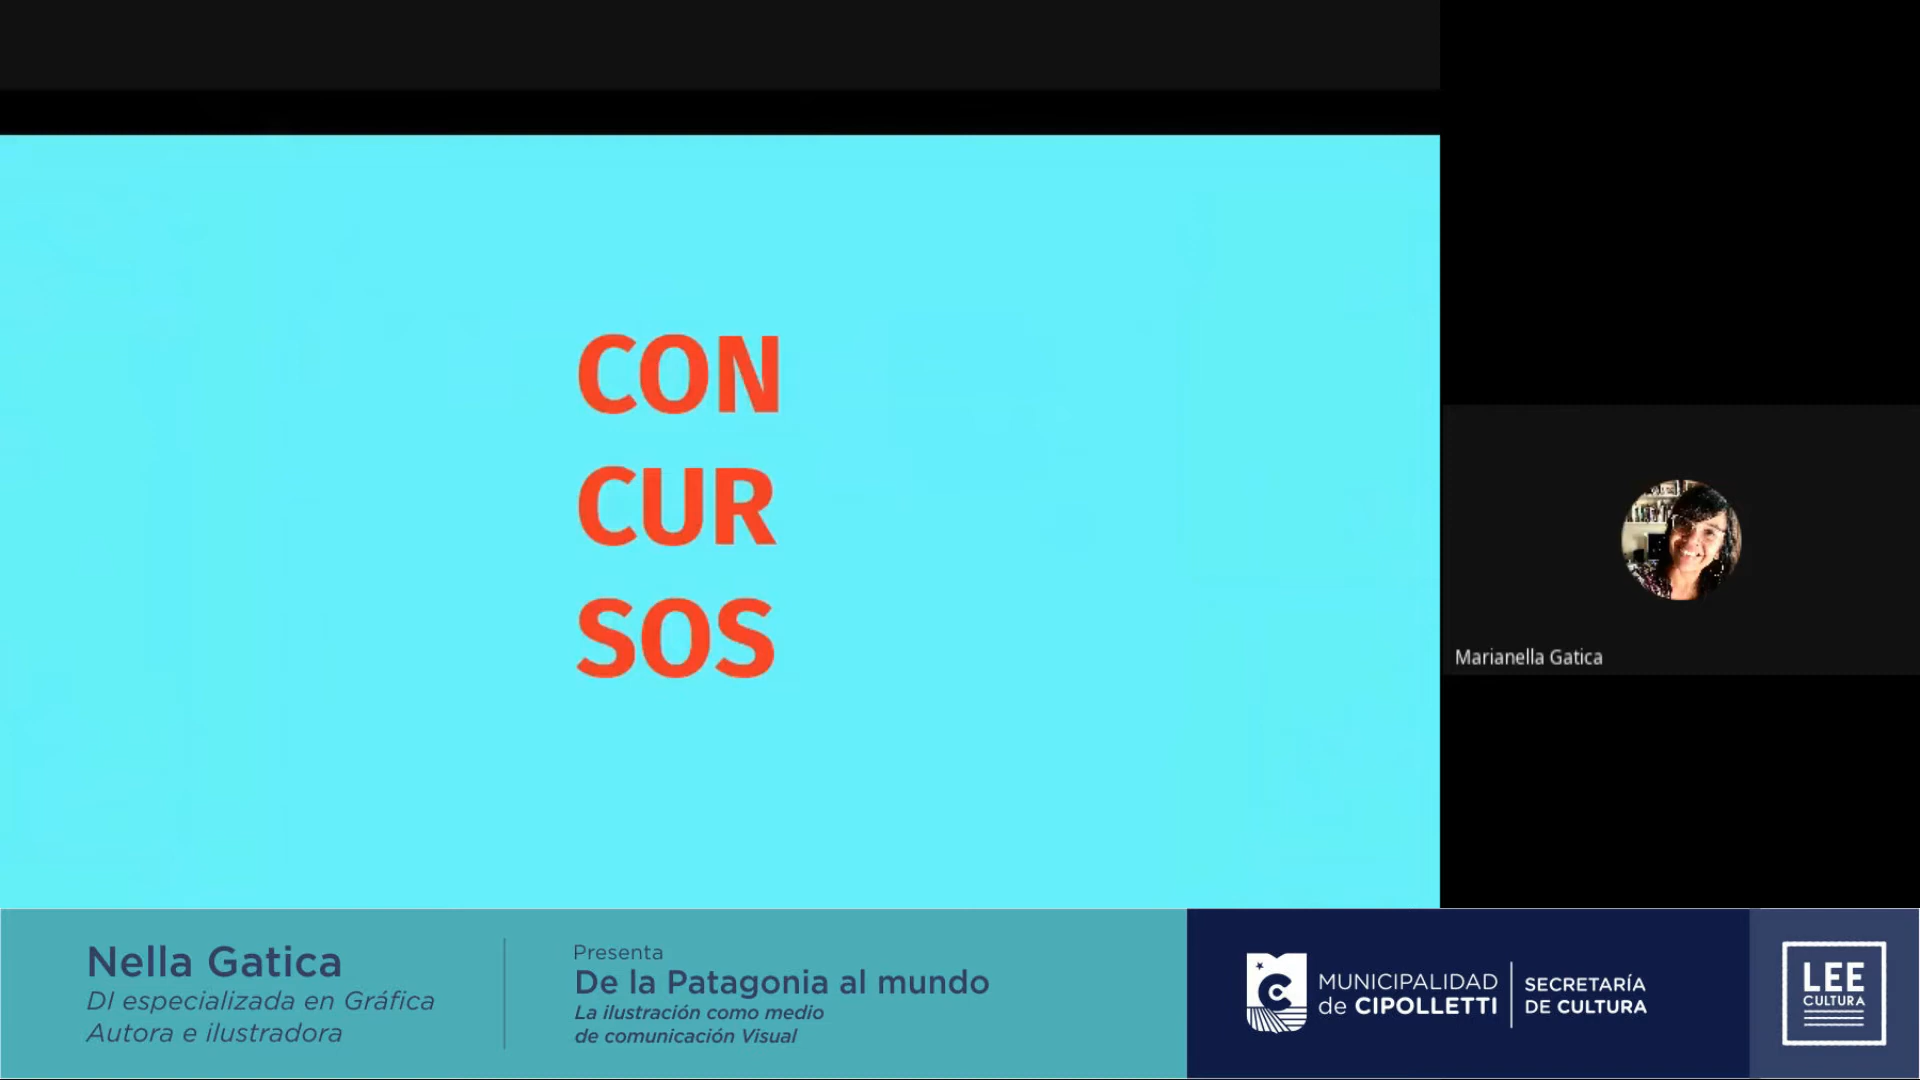 CON
CUR
SOS
Marianella Gatica
Nella Gatica
DI especializada en Gráfica
Autora e ilustradora
Presenta
De la Patagonia al mundo
La ilustración como medio
de comunicación Visual
MUNICIPALIDAD
de CIPOLLETTI
SECRETARÍA
DE CULTURA
LEE
CULTURA